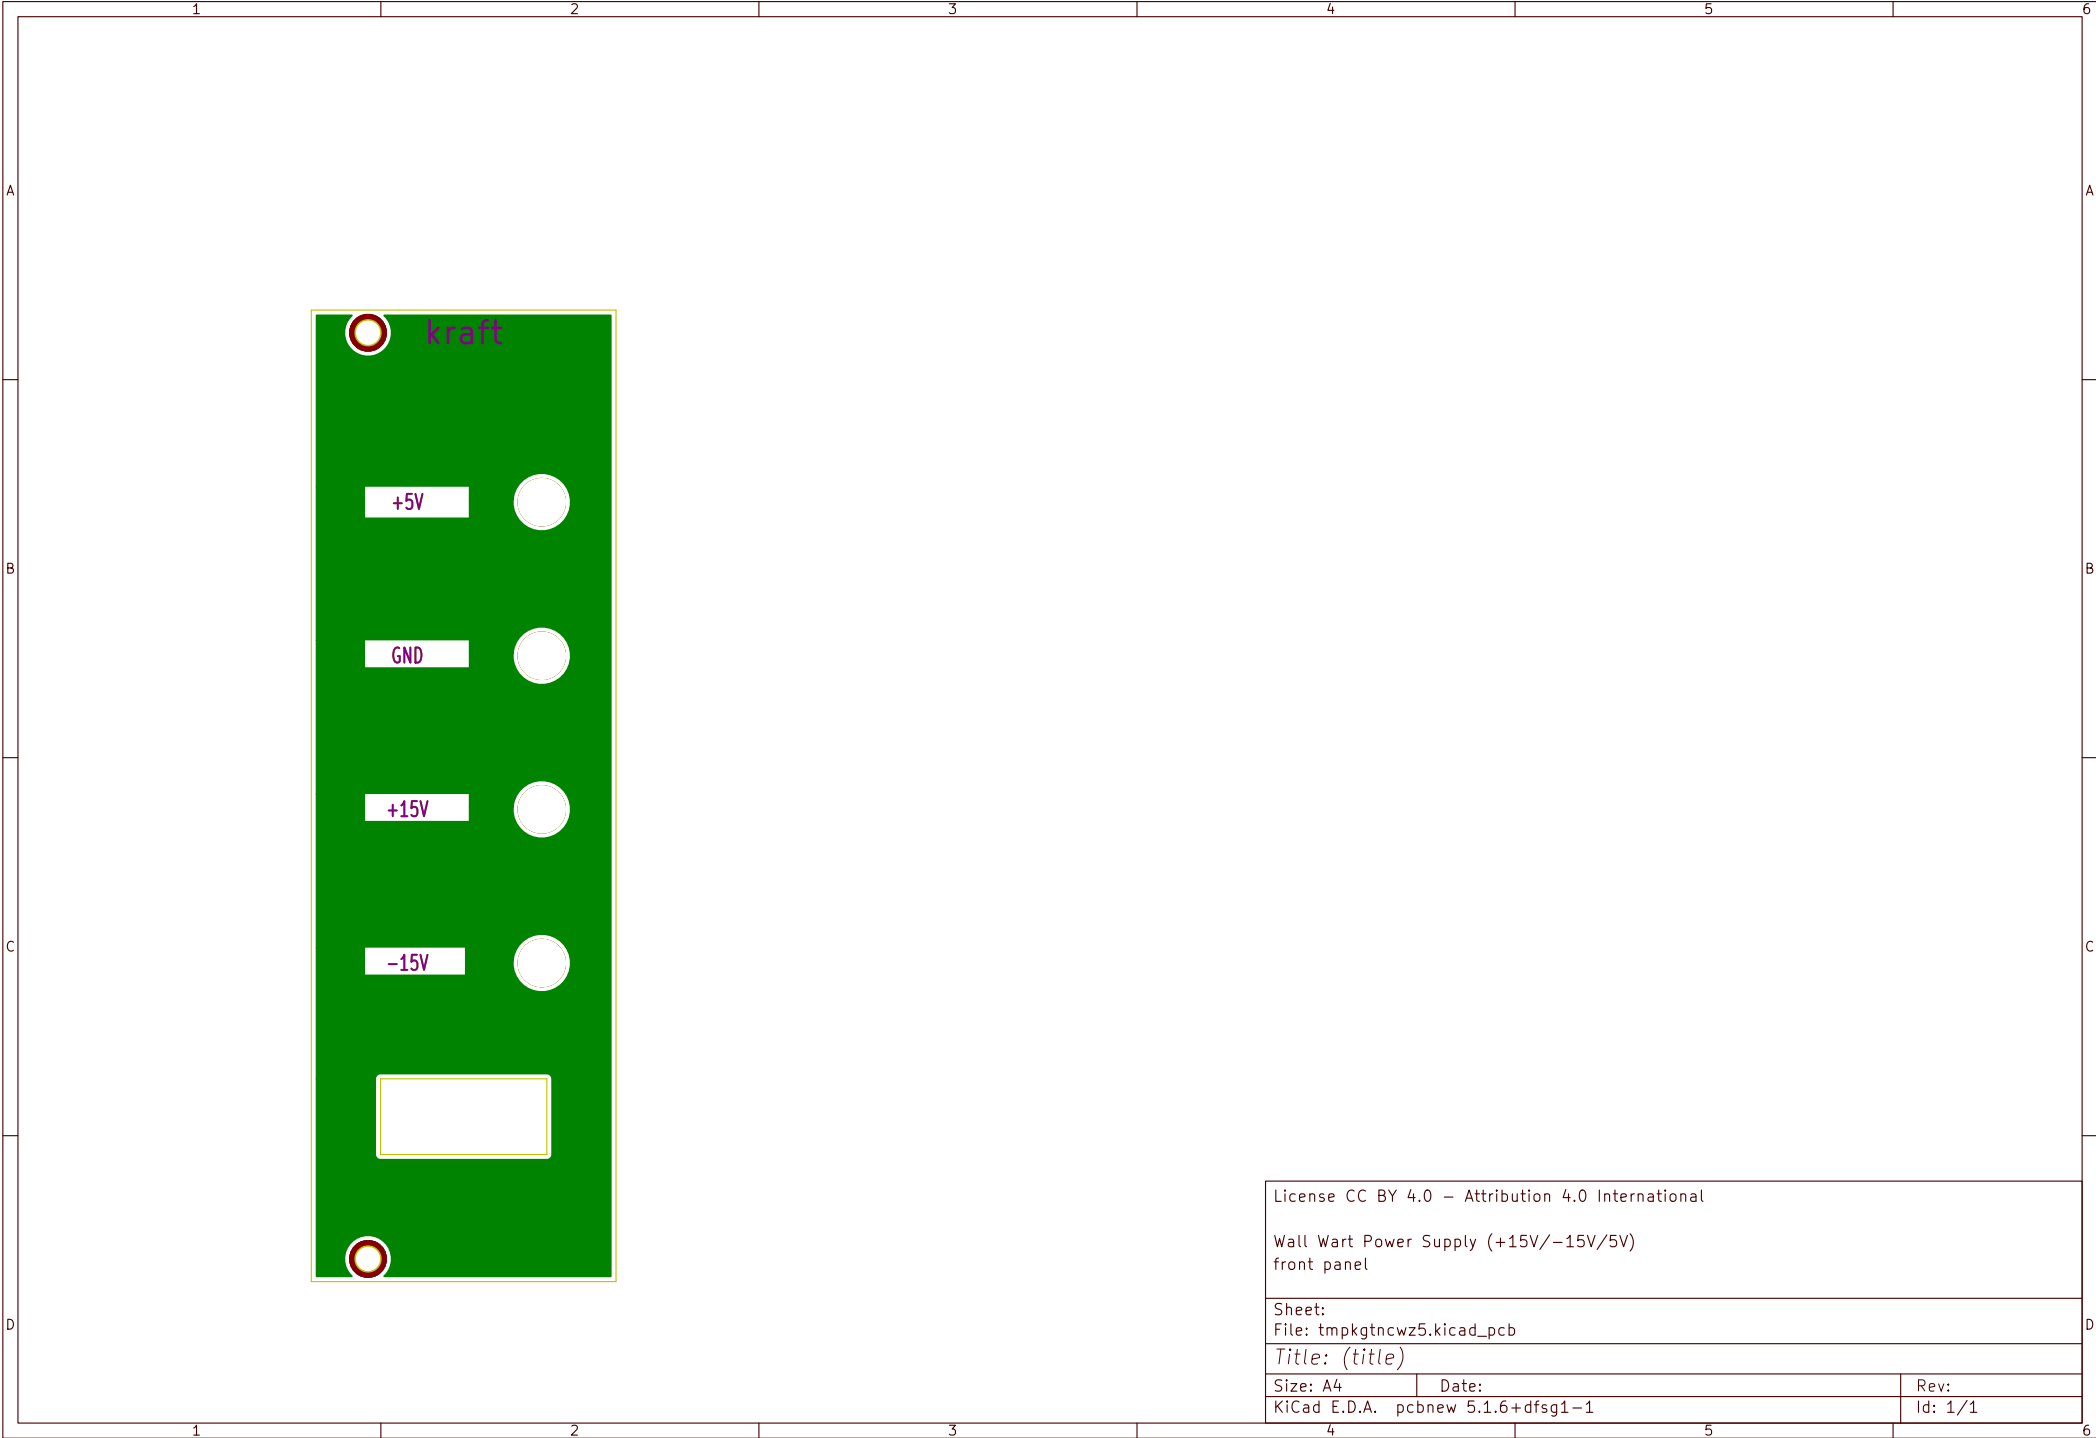 1 2 3 4 5 6
A A
kraft
+5V
B B
GND
+15V
C C
-15V
License CC BY 4.0 - Attribution 4.0 International
Wall Wart Power Supply (+15V/-15V/5V)
front panel
Sheet:
File: tmpkgtncwz5.kicad_pcb
D D
Title: (title)
Size: A4 Date: Rev:
KiCad E.D.A. pcbnew 5.1.6+dfsg1-1 Id: 1/1
1 2 3 4 5 6